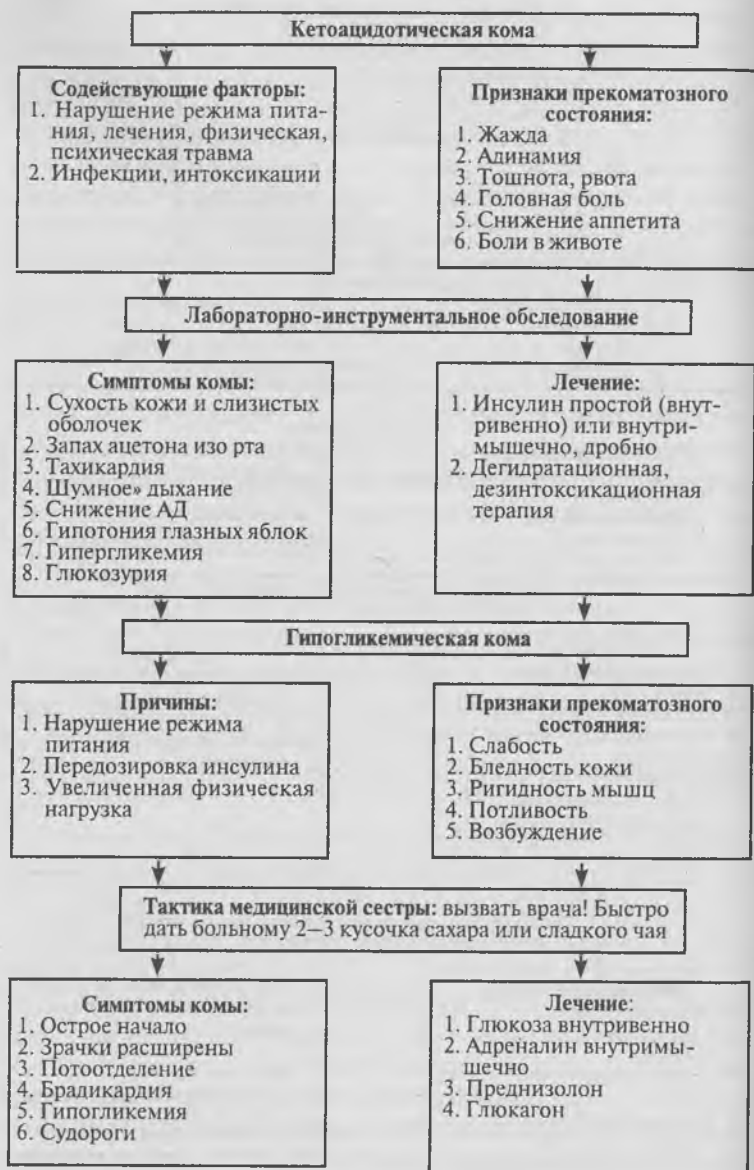 Кетоацидотическая кома
Содействующие факторы:
1. Нарушение режима пита-
ния, лечения, физическая,
психическая травма
2. Инфекции, интоксикации
Признаки прекоматозного
состояния:
1. Жажда
2. Адинамия
3. Тошнота, рвота
4. Головная боль
5. Снижение аппетита
6. Боли в животе
Лабораторно-инструментальное обследование
Симптомы комы:
1. Сухость кожи и слизистых
оболочек
2. Запах ацетона изо рта
3. Тахикардия
4. Шумное» дыхание
5. Снижение АД
6. Гипотония глазных яблок
7. Гипергликемия
8. Глюкозурия
Лечение:
1. Инсулин простой (внут-
ривенно) или внутри-
мышечно, дробно
2. Дегидратационная,
дезинтоксикационная
терапия
Гипогликемическая кома
Причины:
1. Нарушение режима
питания
2. Передозировка инсулина
3. Увеличенная физическая
нагрузка
Признаки прекоматозного
состояния:
1. Слабость
2. Бледность кожи
3. Ригидность мышц
4. Потливость
5. Возбуждение
Тактика медицинской сестры: вызвать врача! Быстро
дать больному 2–3 кусочка сахара или сладкого чая
Симптомы комы:
1. Острое начало
2. Зрачки расширены
3. Потоотделение
4. Брадикардия
5. Гипогликемия
6. Судороги
Лечение:
1. Глюкоза внутривенно
2. Адреналин внутримы-
шечно
3. Преднизолон
4. Глюкагон